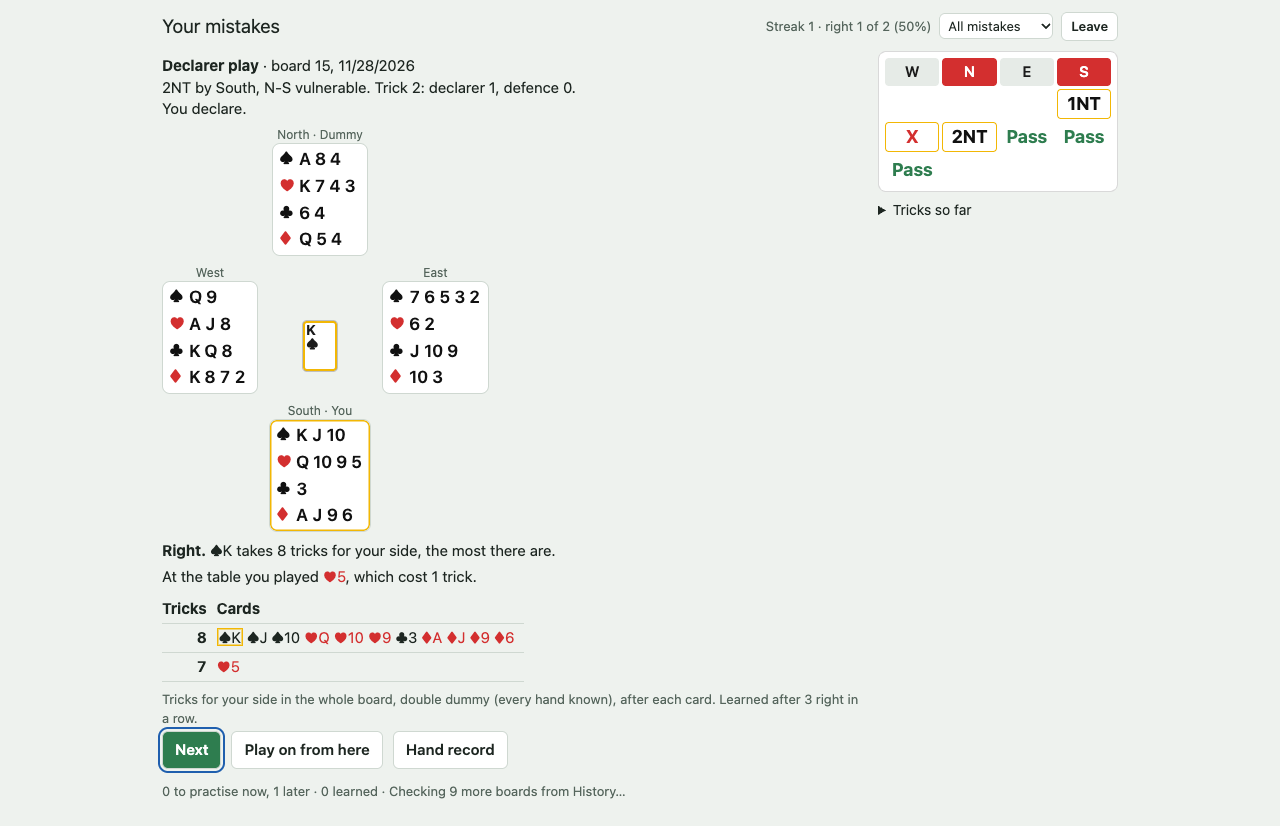 Your mistakes
Streak 1 · right 1 of 2 (50%)
All mistakes
Leave
Declarer play · board 15, 11/28/2026
2NT by South, N-S vulnerable. Trick 2: declarer 1, defence 0.
You declare.
W N E S
1NT
X 2NT Pass Pass
Pass
▶ Tricks so far
North · Dummy
♠ A 8 4
♥ K 7 4 3
♣ 6 4
♦ Q 5 4
West
♠ Q 9
♥ A J 8
♣ K Q 8
♦ K 8 7 2
K
♠
East
♠ 7 6 5 3 2
♥ 6 2
♣ J 10 9
♦ 10 3
South · You
♠ K J 10
♥ Q 10 9 5
♣ 3
♦ A J 9 6
Right. ♠K takes 8 tricks for your side, the most there are.
At the table you played ♥5, which cost 1 trick.
Tricks Cards
8 ♠K ♠J ♠10 ♥Q ♥10 ♥9 ♣3 ♦A ♦J ♦9 ♦6
7 ♥5
Tricks for your side in the whole board, double dummy (every hand known), after each card. Learned after 3 right in
a row.
Next
Play on from here
Hand record
0 to practise now, 1 later · 0 learned · Checking 9 more boards from History...